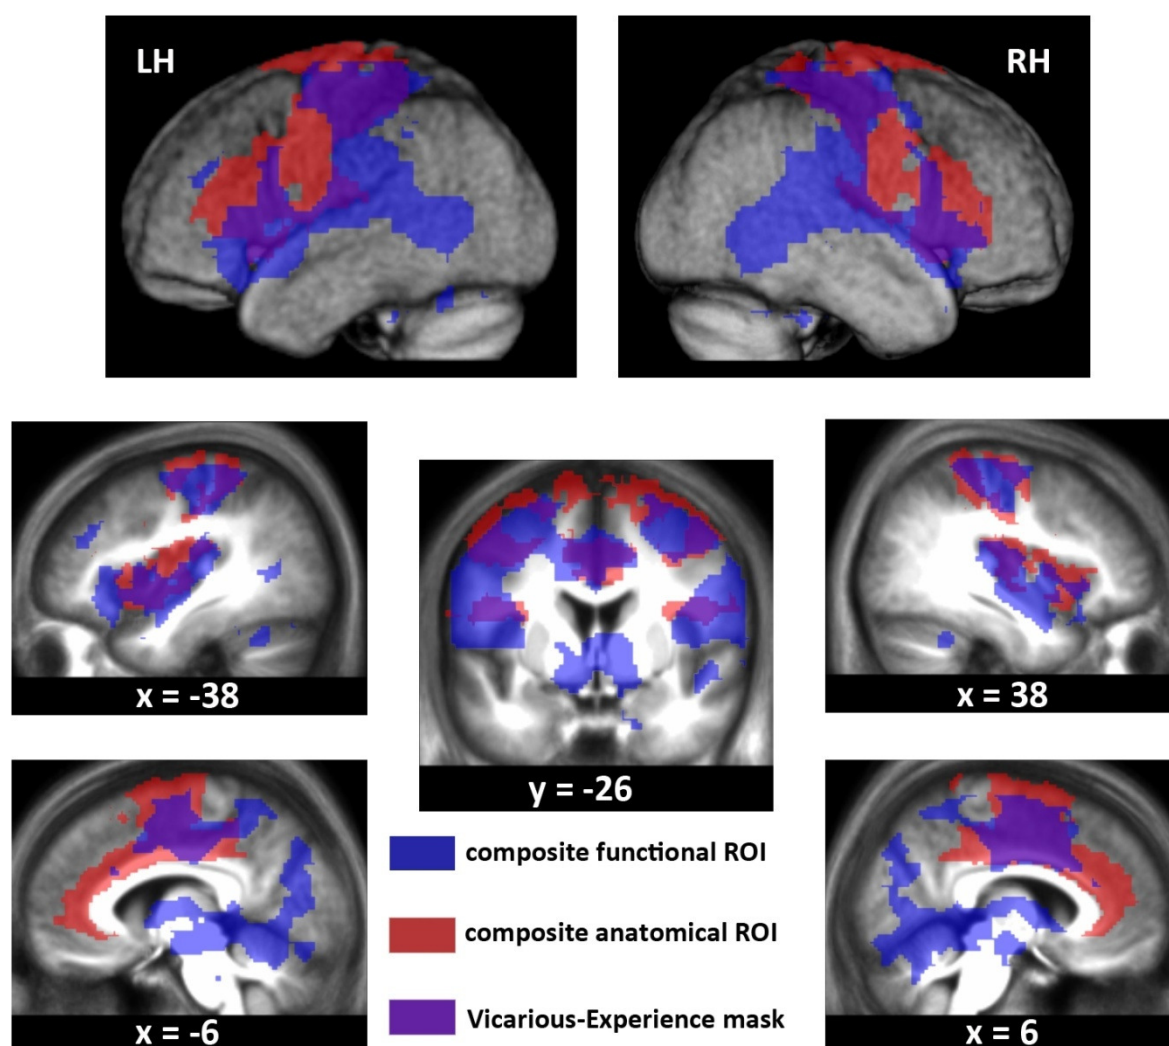 LH
RH
x = -38
x = 38
y = -26
composite functional ROI
composite anatomical ROI
Vicarious-Experience mask
x = -6
x = 6